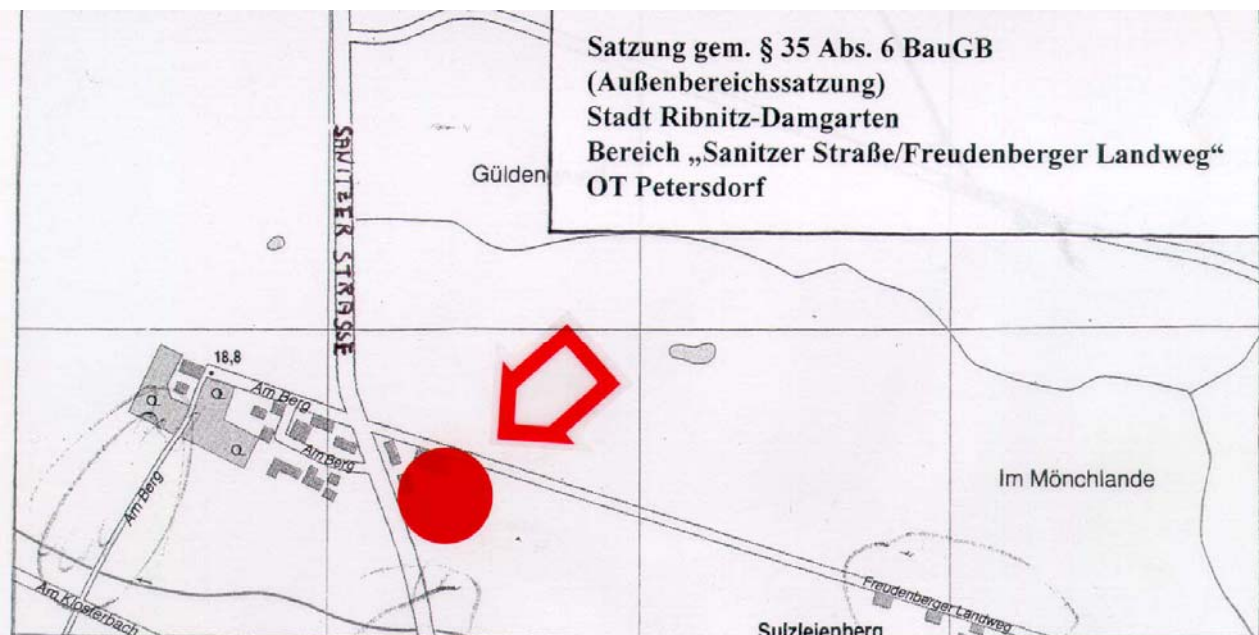 Satzung gem. § 35 Abs. 6 BauGB
(Außenbereichssatzung)
Stadt Ribnitz-Damgarten
Bereich „Sanitzer Straße/Freudenberger Landweg“
OT Petersdorf
Gülden
SANITZER STRASSE
18,8
Am Berg
Am Berg
Am Berg
Im Mönchlande
Freudenberger Landweg
Am Klosterbach
Sulzleienberg